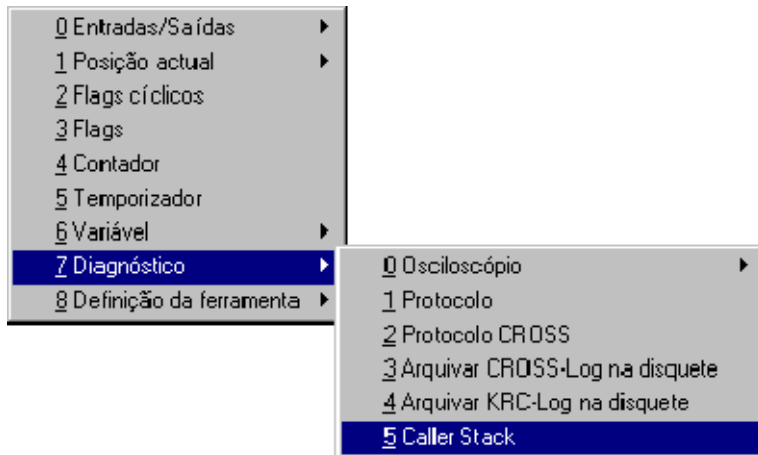 0 Entradas/Saídas
1 Posição actual
2 Flags cíclicos
3 Flags
4 Contador
5 Temporizador
6 Variável
7 Diagnóstico
8 Definição da ferramenta
0 Osciloscópio
1 Protocolo
2 Protocolo CROSS
3 Arquivar CROSS-Log na disquete
4 Arquivar KRC-Log na disquete
5 Caller Stack